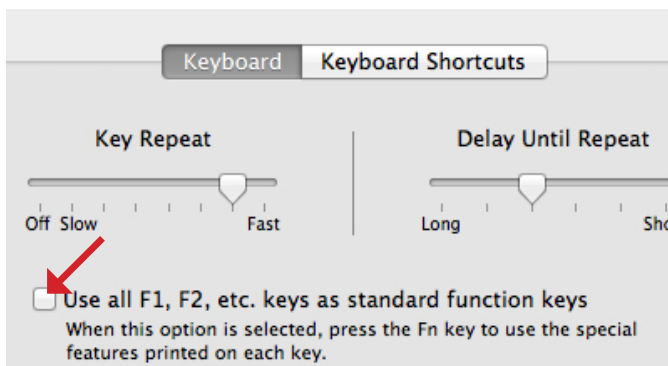 Keyboard Keyboard Shortcuts
Key Repeat Delay Until Repeat
Off Slow Fast Long Sho
Use all F1, F2, etc. keys as standard function keys
When this option is selected, press the Fn key to use the special
features printed on each key.